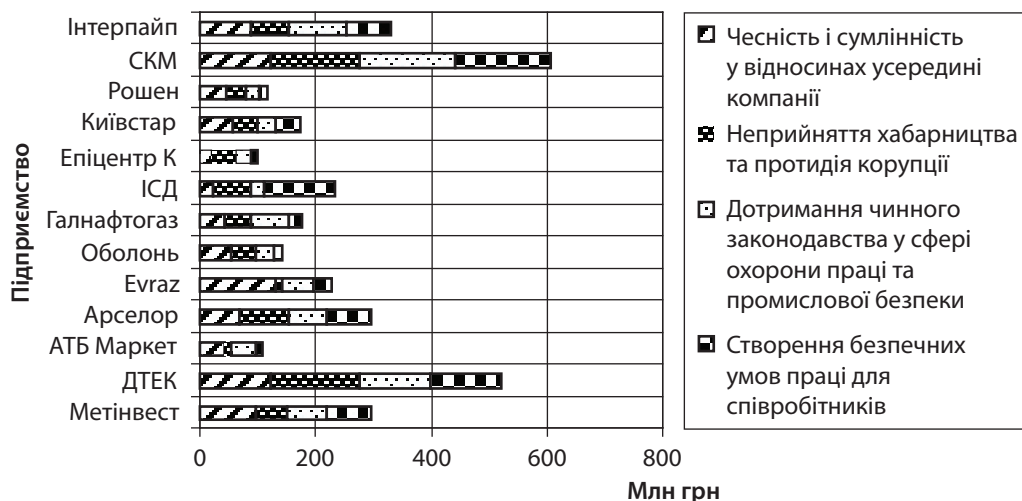 Підприємство
Інтерпайп
СКМ
Рошен
Київстар
Епіцентр К
ІСД
Галнафтогаз
Оболонь
Evraz
Арселор
АТБ Маркет
ДТЕК
Метінвест
0 200 400 600 800
Млн грн
Чесність і сумлінність
у відносинах усередині
компанії
Неприйняття хабарництва
та протидія корупції
Дотримання чинного
законодавства у сфері
охорони праці та
промислової безпеки
Створення безпечних
умов праці для
співробітників